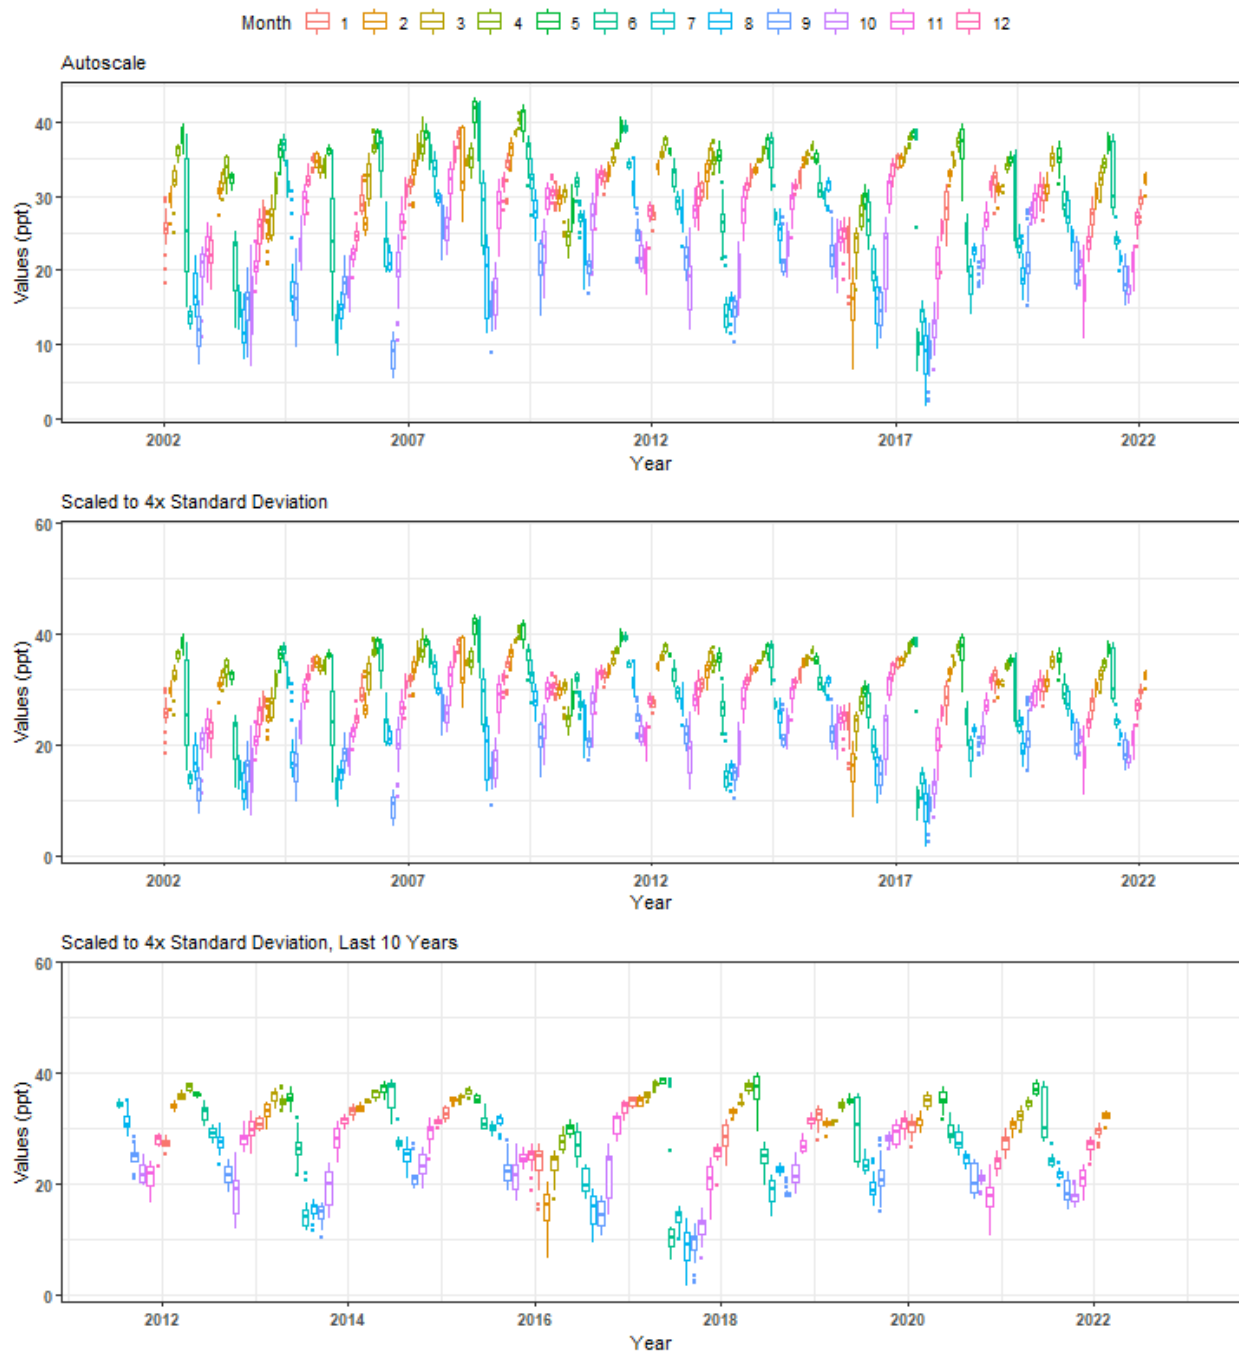 Month 1 2 3 4 5 6 7 8 9 10 11 12
Autoscale
40
30
20
10
0
Values (ppt)
2002 2007 2012 2017 2022
Year
Scaled to 4x Standard Deviation
60
40
20
0
Values (ppt)
2002 2007 2012 2017 2022
Year
Scaled to 4x Standard Deviation, Last 10 Years
60
40
20
0
Values (ppt)
2012 2014 2016 2018 2020 2022
Year